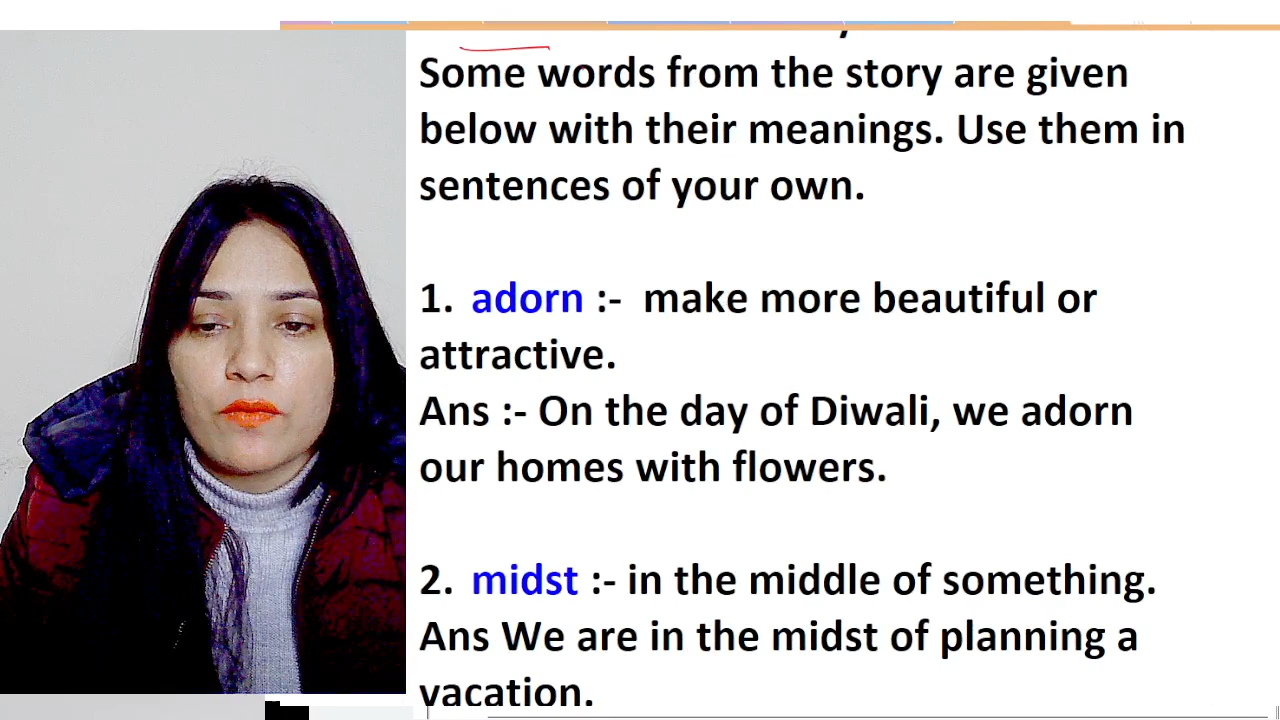 Some words from the story are given
below with their meanings. Use them in
sentences of your own.
1. adorn :- make more beautiful or
attractive.
Ans :- On the day of Diwali, we adorn
our homes with flowers.
2. midst :- in the middle of something.
Ans We are in the midst of planning a
vacation.